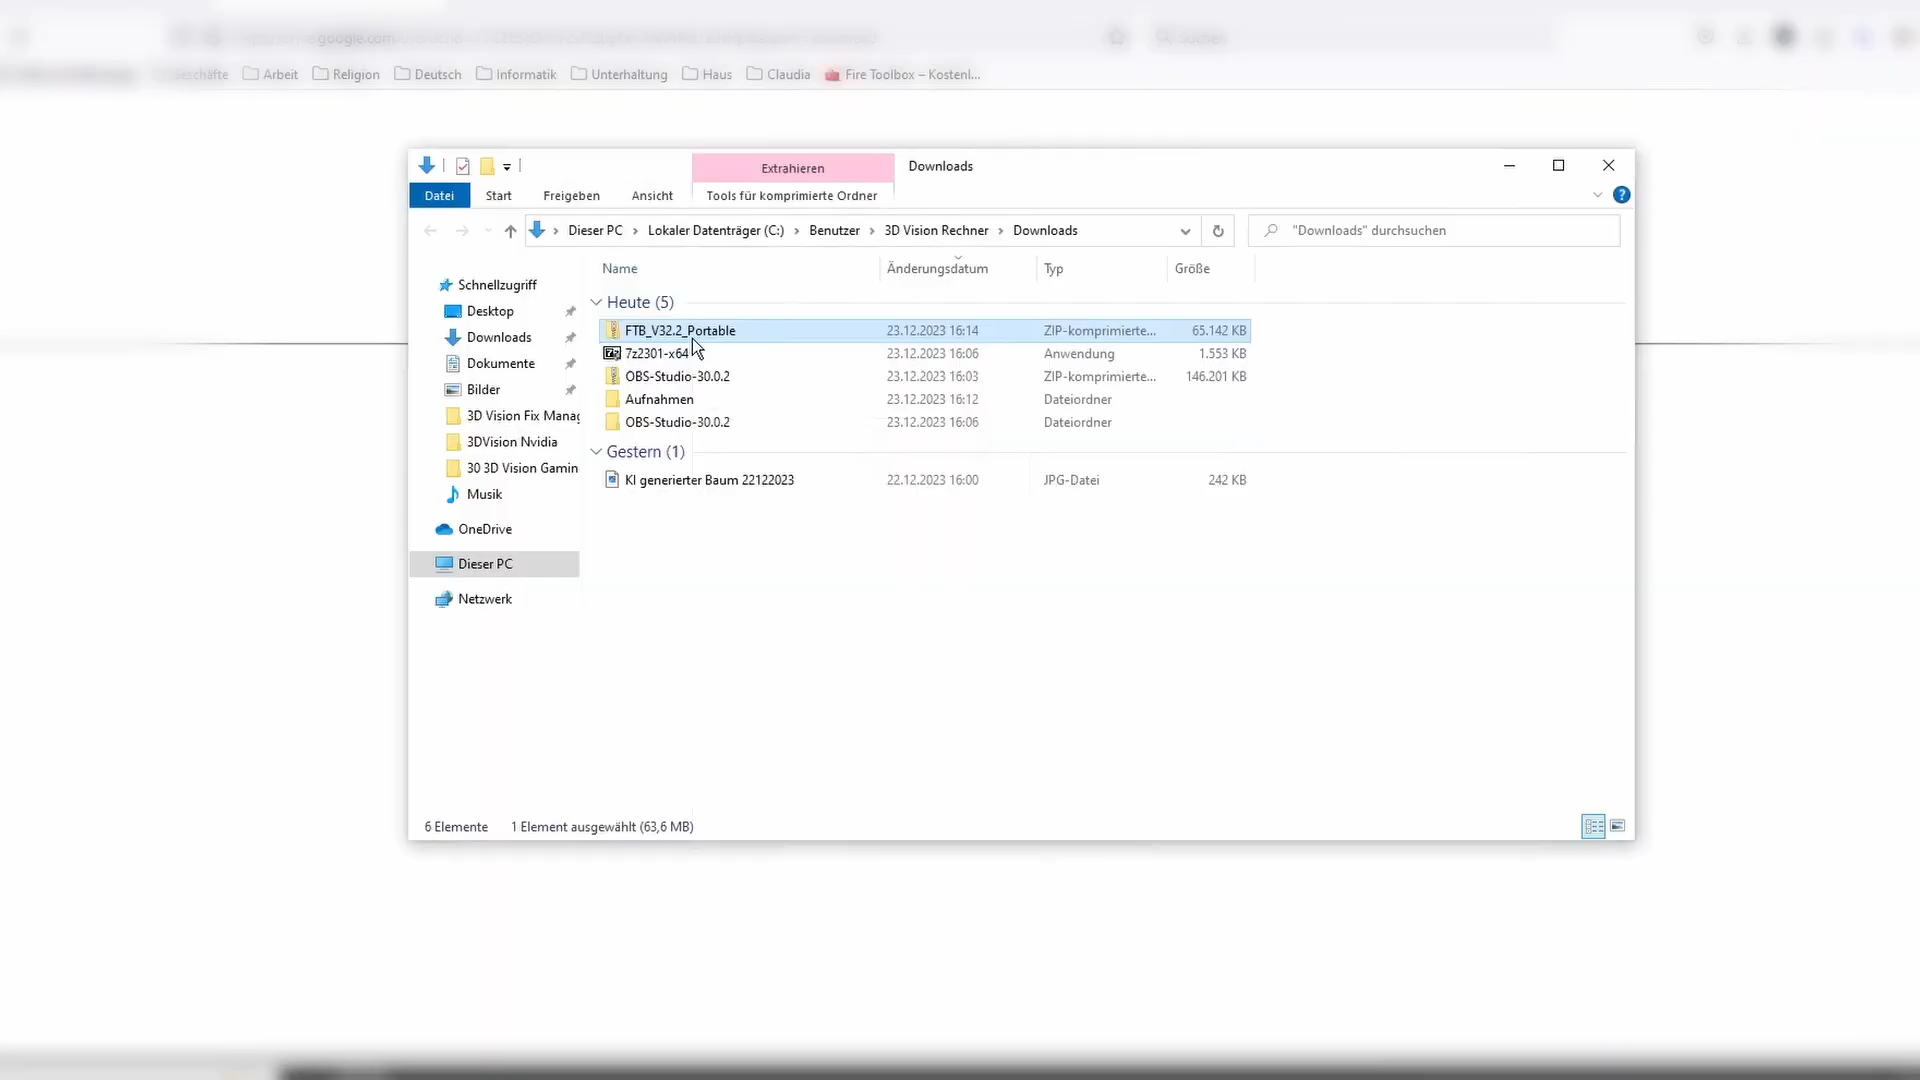 google.com
Geschäfte Arbeit Religion Deutsch Informatik Unterhaltung Haus Claudia Fire Toolbox – Kostenl...
Extrahieren Downloads
Datei Start Freigeben Ansicht Tools für komprimierte Ordner
Dieser PC › Lokaler Datenträger (C:) › Benutzer › 3D Vision Rechner › Downloads "Downloads" durchsuchen
Name Änderungsdatum Typ Größe
Schnellzugriff
Desktop
Downloads
Dokumente
Bilder
3D Vision Fix Manag
3DVision Nvidia
30 3D Vision Gamin
Musik
OneDrive
Dieser PC
Netzwerk
Heute (5)
FTB_V32.2_Portable 23.12.2023 16:14 ZIP-komprimierte... 65.142 KB
7z2301-x64 23.12.2023 16:06 Anwendung 1.553 KB
OBS-Studio-30.0.2 23.12.2023 16:03 ZIP-komprimierte... 146.201 KB
Aufnahmen 23.12.2023 16:12 Dateiordner
OBS-Studio-30.0.2 23.12.2023 16:06 Dateiordner
Gestern (1)
KI generierter Baum 22122023 22.12.2023 16:00 JPG-Datei 242 KB
6 Elemente 1 Element ausgewählt (63,6 MB)